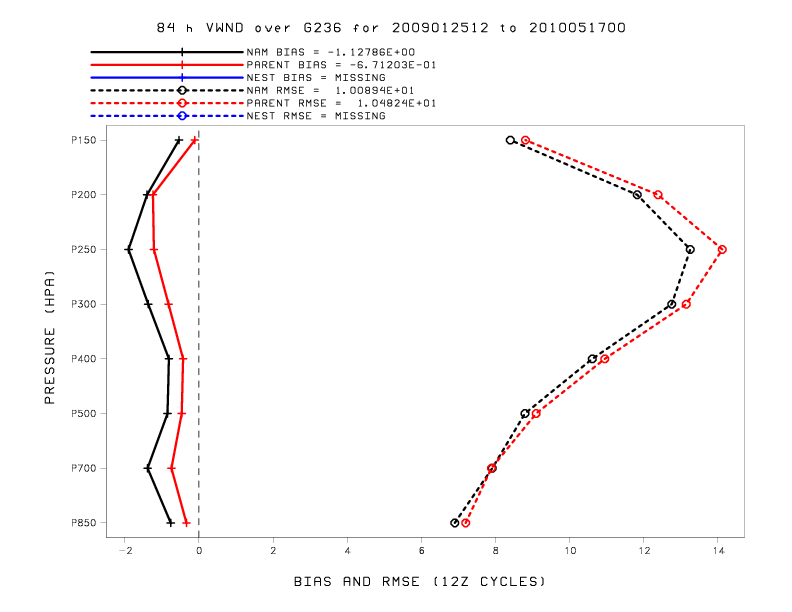 84 h VWND over G236 for 2009012512 to 2010051700
NAM BIAS = -1.12786E+00
PARENT BIAS = -6.71203E-01
NEST BIAS = MISSING
NAM RMSE =  1.00894E+01
PARENT RMSE =  1.04824E+01
NEST RMSE = MISSING
P150
P200
P250
P300
P400
P500
P700
P850
PRESSURE (HPA)
-2 0 2 4 6 8 10 12 14
BIAS AND RMSE (12Z CYCLES)